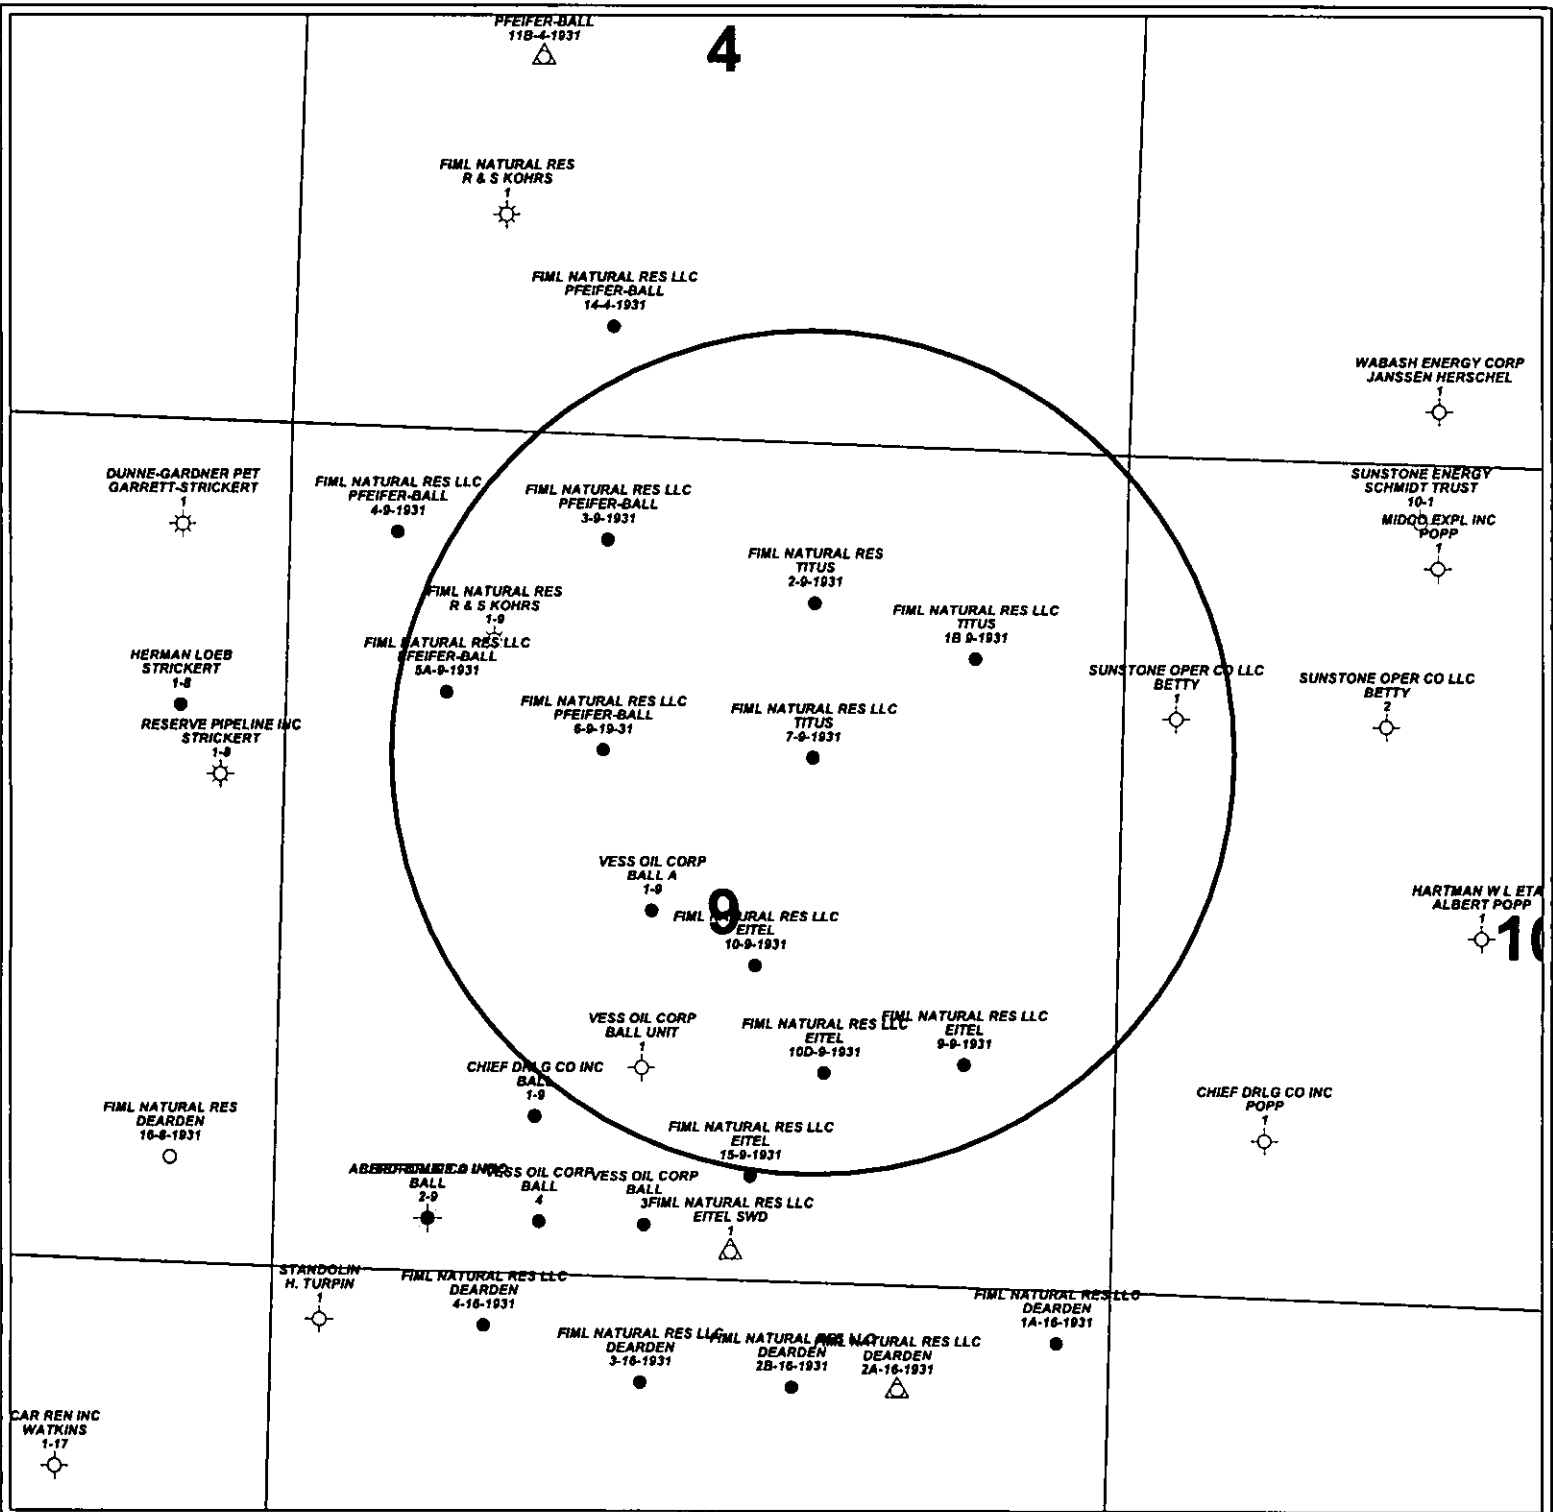 PFEIFER-BALL
11B-4-1931
4
FIML NATURAL RES
R & S KOHRS
1
FIML NATURAL RES LLC
PFEIFER-BALL
14-4-1931
WABASH ENERGY CORP
JANSSEN HERSCHEL
1
DUNNE-GARDNER PET
GARRETT-STRICKERT
1
FIML NATURAL RES LLC
PFEIFER-BALL
4-9-1931
FIML NATURAL RES LLC
PFEIFER-BALL
3-9-1931
SUNSTONE ENERGY
SCHMIDT TRUST
10-1
MIDCO EXPL INC
POPP
1
FIML NATURAL RES
TITUS
2-9-1931
FIML NATURAL RES
R & S KOHRS
1-9
FIML NATURAL RES LLC
TITUS
1B 9-1931
FIML NATURAL RES LLC
PFEIFER-BALL
5A-9-1931
HERMAN LOEB
STRICKERT
1-8
SUNSTONE OPER CO LLC
BETTY
1
SUNSTONE OPER CO LLC
BETTY
2
FIML NATURAL RES LLC
PFEIFER-BALL
6-9-19-31
FIML NATURAL RES LLC
TITUS
7-9-1931
RESERVE PIPELINE INC
STRICKERT
1-8
VESS OIL CORP
BALL A
1-9
9
FIML NATURAL RES LLC
EITEL
10-9-1931
HARTMAN W L ETA
ALBERT POPP
1
10
VESS OIL CORP
BALL UNIT
1
FIML NATURAL RES LLC
EITEL
10D-9-1931
FIML NATURAL RES LLC
EITEL
9-9-1931
CHIEF DRLG CO INC
BALL
1-9
CHIEF DRLG CO INC
POPP
1
FIML NATURAL RES
DEARDEN
16-8-1931
FIML NATURAL RES LLC
EITEL
15-9-1931
BALL
2-9
VESS OIL CORP
BALL
4
VESS OIL CORP
BALL
3
FIML NATURAL RES LLC
EITEL SWD
1
STANDOLIN
H. TURPIN
1
FIML NATURAL RES LLC
DEARDEN
4-16-1931
FIML NATURAL RES LLC
DEARDEN
1A-16-1931
FIML NATURAL RES LLC
DEARDEN
3-16-1931
FIML NATURAL RES LLC
DEARDEN
2B-16-1931
FIML NATURAL RES LLC
DEARDEN
2A-16-1931
CAR REN INC
WATKINS
1-17